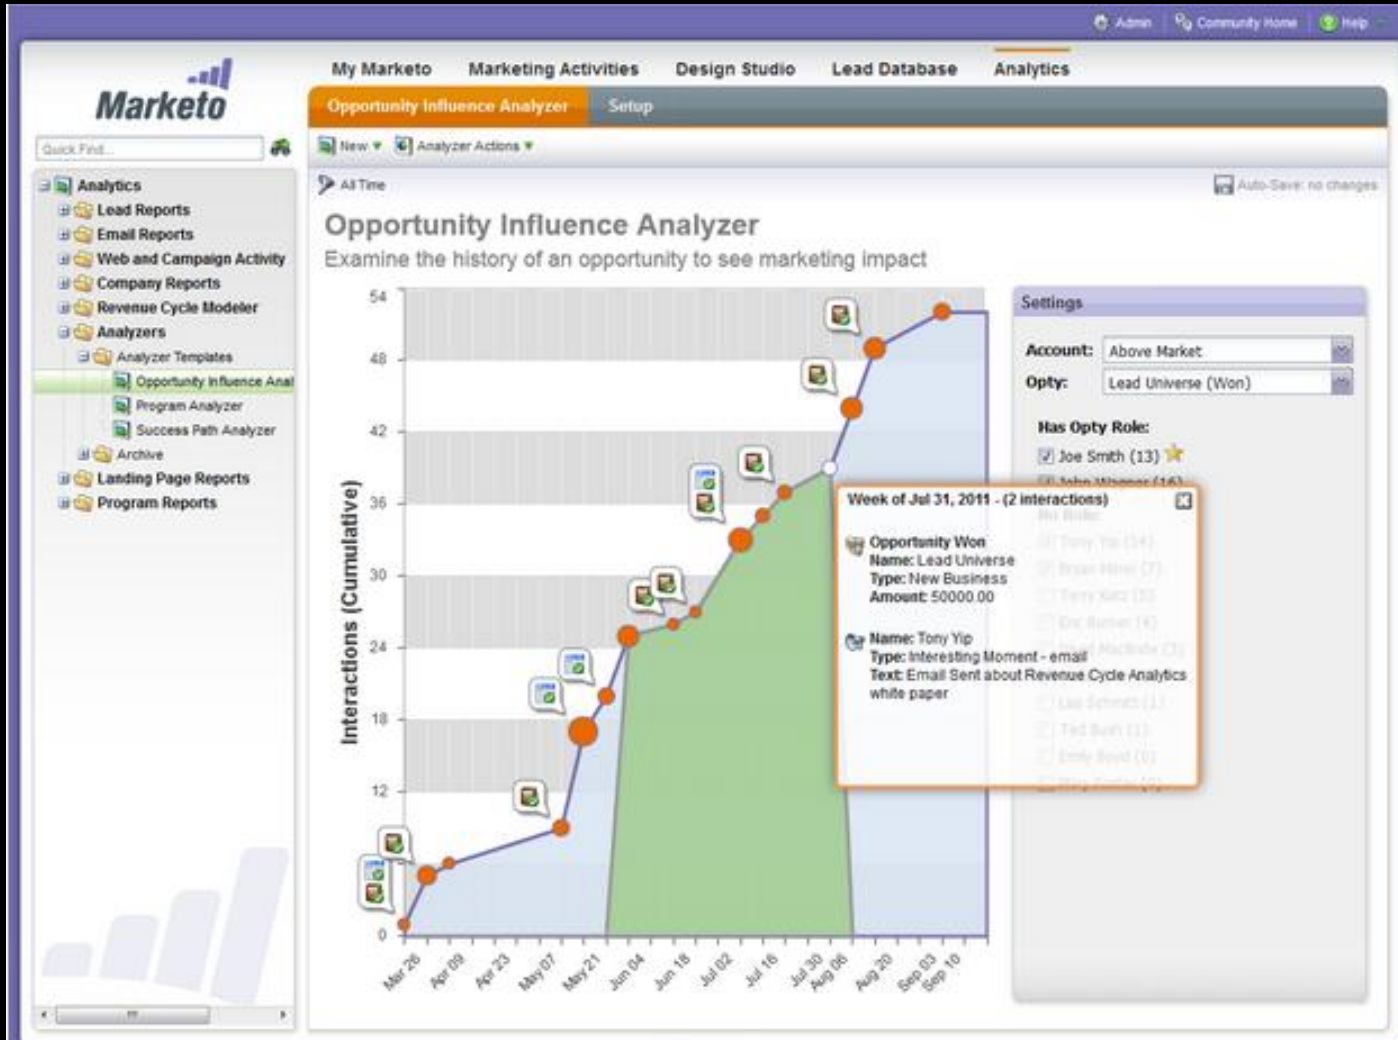 Admin
Community Home
Help
Marketo
My Marketo
Marketing Activities
Design Studio
Lead Database
Analytics
Opportunity Influence Analyzer
Setup
Quick Find...
New
Analyzer Actions
All Time
Auto-Save: no changes
Analytics
Lead Reports
Email Reports
Web and Campaign Activity
Company Reports
Revenue Cycle Modeler
Analyzers
Analyzer Templates
Opportunity Influence Anal
Program Analyzer
Success Path Analyzer
Archive
Landing Page Reports
Program Reports
Opportunity Influence Analyzer
Examine the history of an opportunity to see marketing impact
Interactions (Cumulative)
54
48
42
36
30
24
18
12
0
Mar 26
Apr 09
Apr 23
May 07
May 21
Jun 04
Jun 18
Jul 02
Jul 16
Jul 30
Aug 06
Aug 20
Sep 03
Sep 10
Settings
Account: Above Market
Opty: Lead Universe (Won)
Has Opty Role:
Joe Smith (13)
John Wagner (16)
Week of Jul 31, 2011 - (2 interactions)
Opportunity Won
Name: Lead Universe
Type: New Business
Amount: 50000.00
Name: Tony Yip
Type: Interesting Moment - email
Text: Email Sent about Revenue Cycle Analytics
white paper
No Role:
Tony Yip (14)